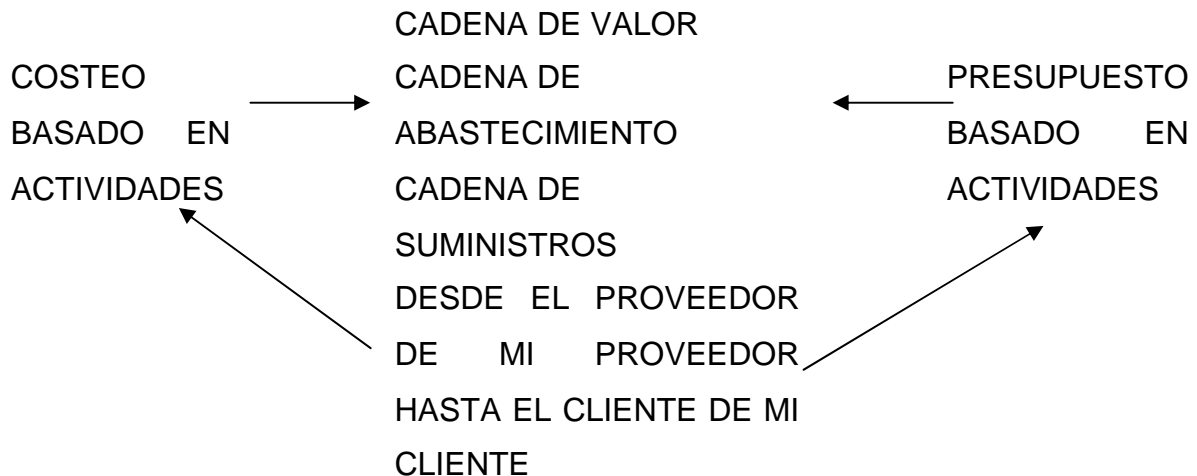 CADENA DE VALOR
COSTEO
BASADO EN
ACTIVIDADES
CADENA DE
ABASTECIMIENTO
CADENA DE
SUMINISTROS
DESDE EL PROVEEDOR
DE MI PROVEEDOR
HASTA EL CLIENTE DE MI
CLIENTE
PRESUPUESTO
BASADO EN
ACTIVIDADES